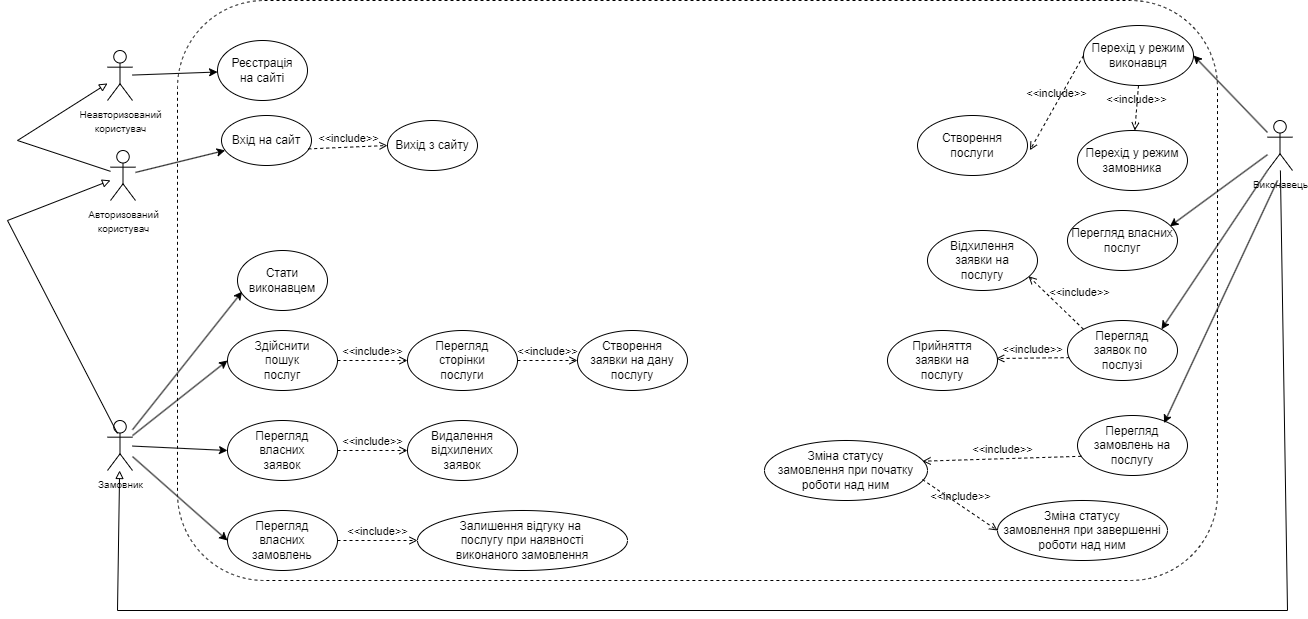 Реєстрація
на сайті
Неавторизований
користувач
Вхід на сайт
<<include>>
Вихід з сайту
Авторизований
користувач
Стати
виконавцем
Здійснити
пошук
послуг
<<include>>
Перегляд
сторінки
послуги
<<include>>
Створення
заявки на дану
послугу
Замовник
Перегляд
власних
заявок
<<include>>
Видалення
відхилених
заявок
Перегляд
власних
замовлень
<<include>>
Залишення відгуку на
послугу при наявності
виконаного замовлення
Перехід у режим
виконавця
<<include>>
<<include>>
Створення
послуги
Перехід у режим
замовника
Виконавець
Перегляд власних
послуг
Відхилення
заявки на
послугу
<<include>>
Прийняття
заявки на
послугу
<<include>>
Перегляд
заявок по
послузі
Перегляд
замовлень на
послугу
<<include>>
Зміна статусу
замовлення при початку
роботи над ним
<<include>>
Зміна статусу
замовлення при завершенні
роботи над ним